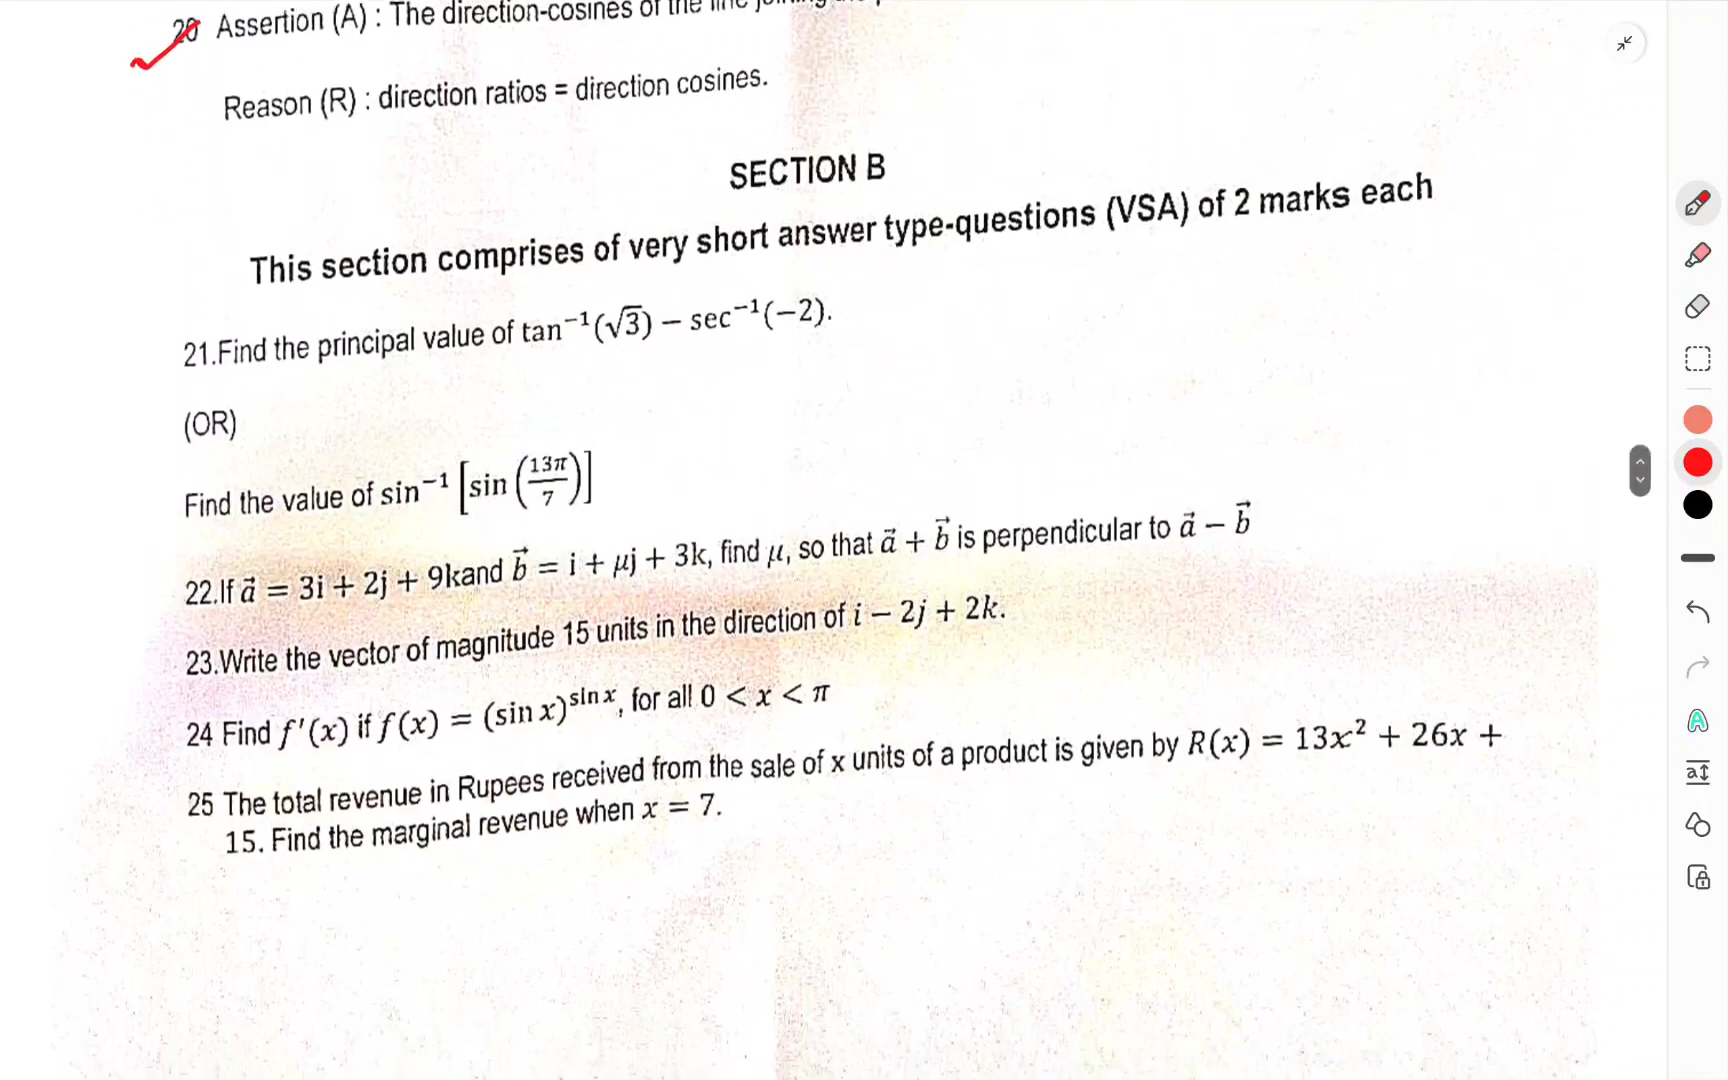 20 Assertion (A) : The direction-cosines of the line joining
Reason (R) : direction ratios = direction cosines.
SECTION B
This section comprises of very short answer type-questions (VSA) of 2 marks each
21.Find the principal value of tan⁻¹(√3) − sec⁻¹(−2).
(OR)
Find the value of sin⁻¹ [sin (13π/7)]
22.If a⃗ = 3i + 2j + 9kand b⃗ = i + μj + 3k, find μ, so that a⃗ + b⃗ is perpendicular to a⃗ − b⃗
23.Write the vector of magnitude 15 units in the direction of i − 2j + 2k.
24 Find f′(x) if f(x) = (sin x)^sin x, for all 0 < x < π
25 The total revenue in Rupees received from the sale of x units of a product is given by R(x) = 13x² + 26x +
15. Find the marginal revenue when x = 7.